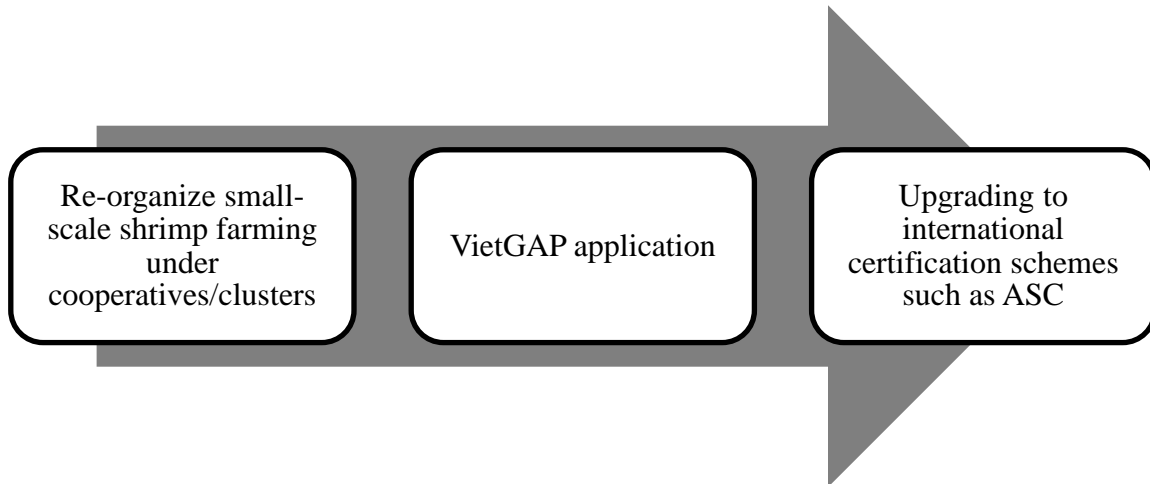 Re-organize small-
scale shrimp farming
under
cooperatives/clusters
VietGAP application
Upgrading to
international
certification schemes
such as ASC